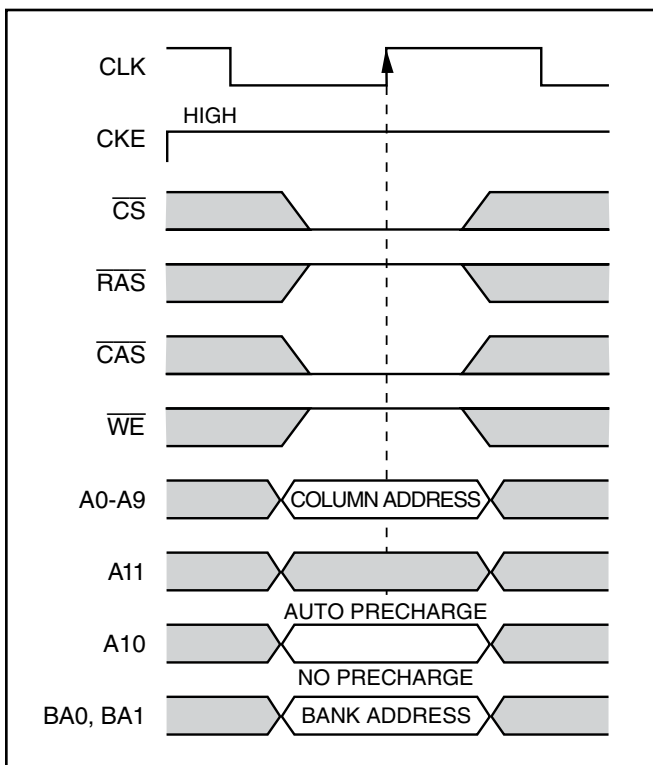 CLK
HIGH
CKE
CS
RAS
CAS
WE
A0-A9 COLUMN ADDRESS
A11
AUTO PRECHARGE
A10
NO PRECHARGE
BA0, BA1 BANK ADDRESS